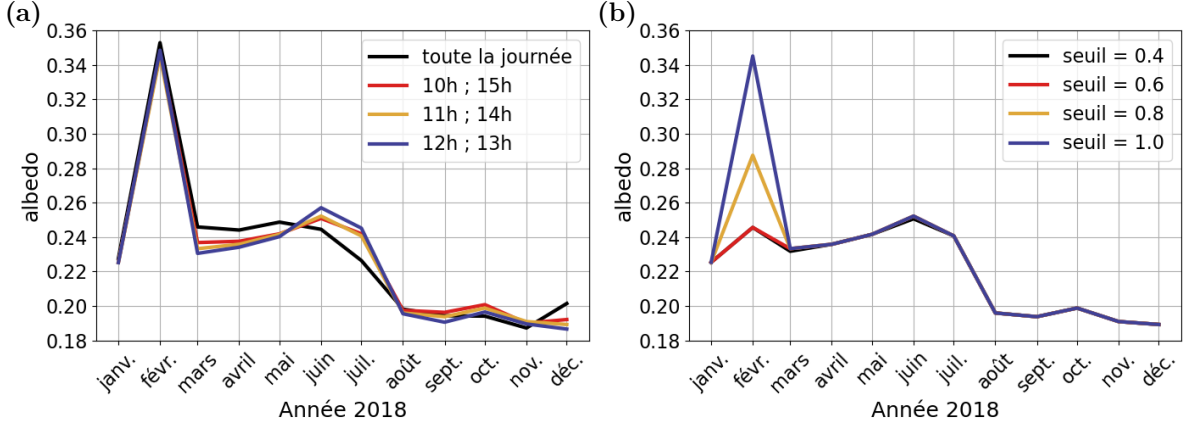 (a)
0.36
0.34
0.32
0.30
0.28
0.26
0.24
0.22
0.20
0.18
albedo
toute la journée
10h ; 15h
11h ; 14h
12h ; 13h
janv.
févr.
mars
avril
mai
juin
juil.
août
sept.
oct.
nov.
déc.
Année 2018
(b)
0.36
0.34
0.32
0.30
0.28
0.26
0.24
0.22
0.20
0.18
albedo
seuil = 0.4
seuil = 0.6
seuil = 0.8
seuil = 1.0
janv.
févr.
mars
avril
mai
juin
juil.
août
sept.
oct.
nov.
déc.
Année 2018